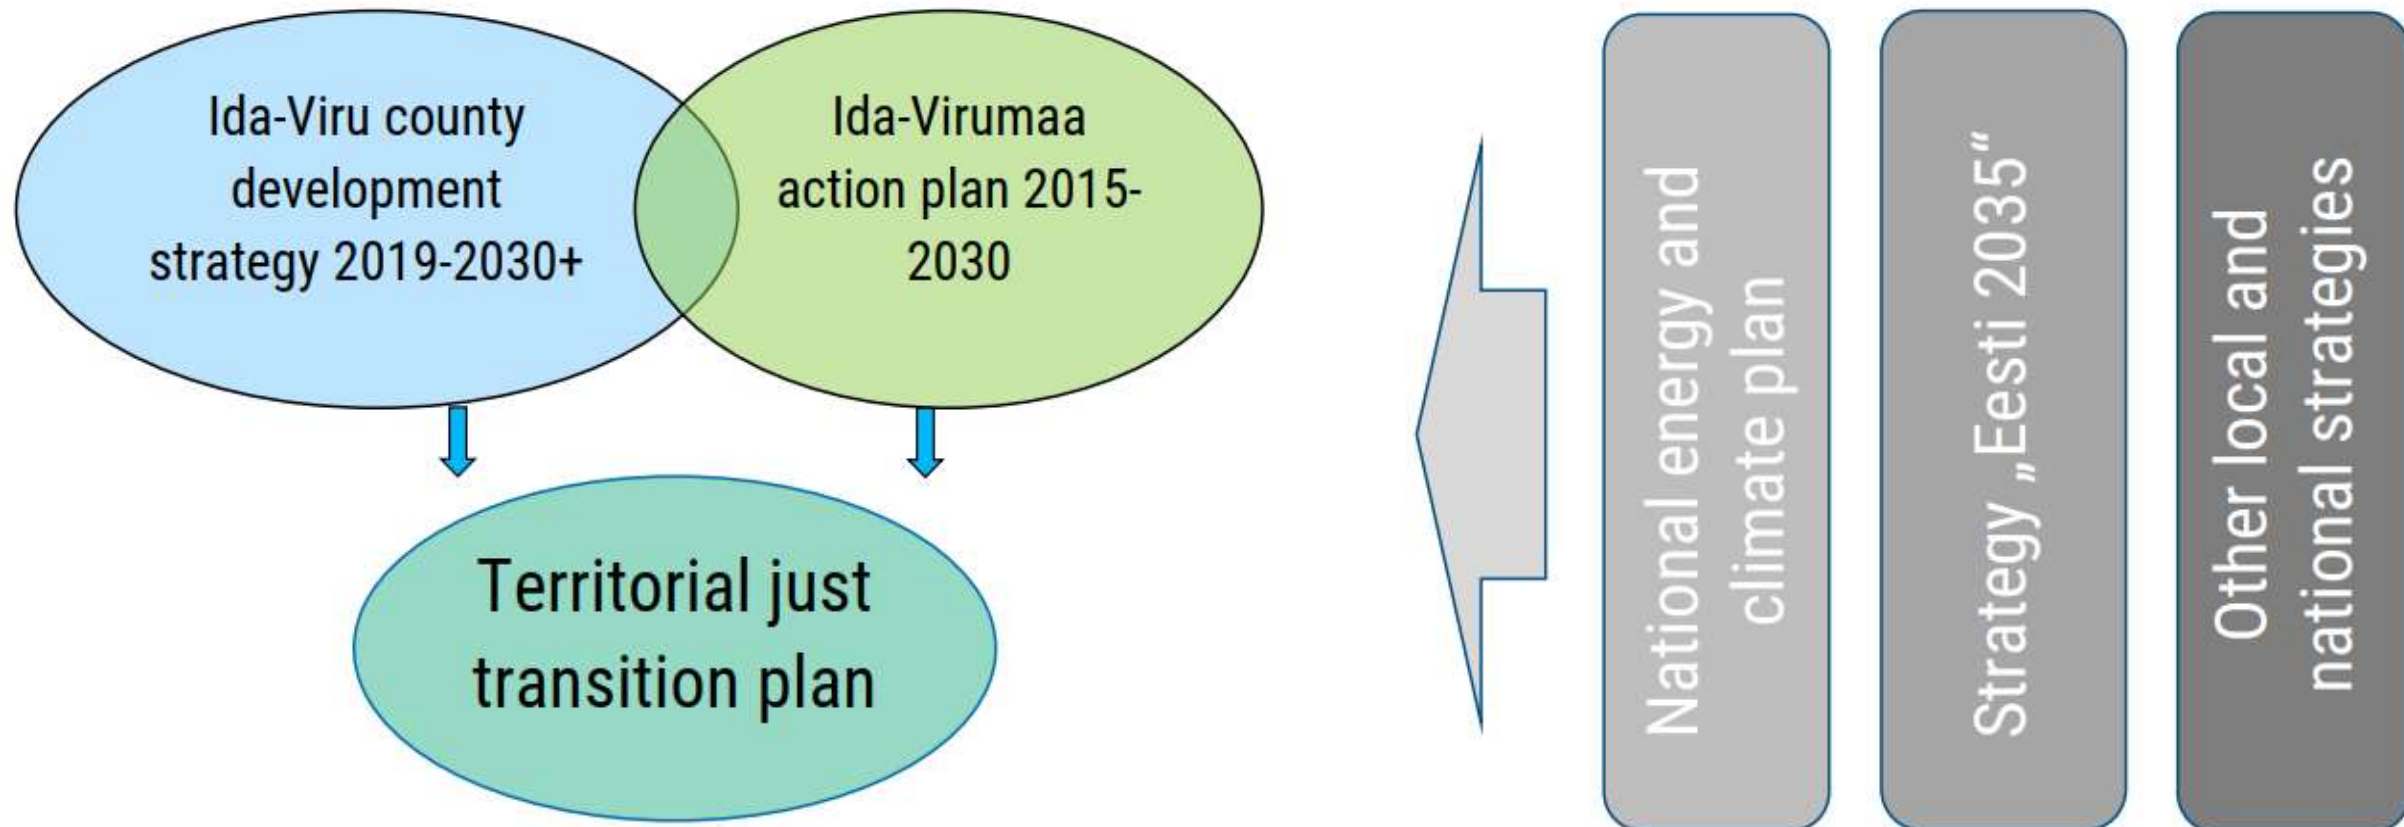 Ida-Viru county
development
strategy 2019-2030+
Ida-Virumaa
action plan 2015-
2030
Territorial just
transition plan
National energy and
climate plan
Strategy „Eesti 2035“
Other local and
national strategies